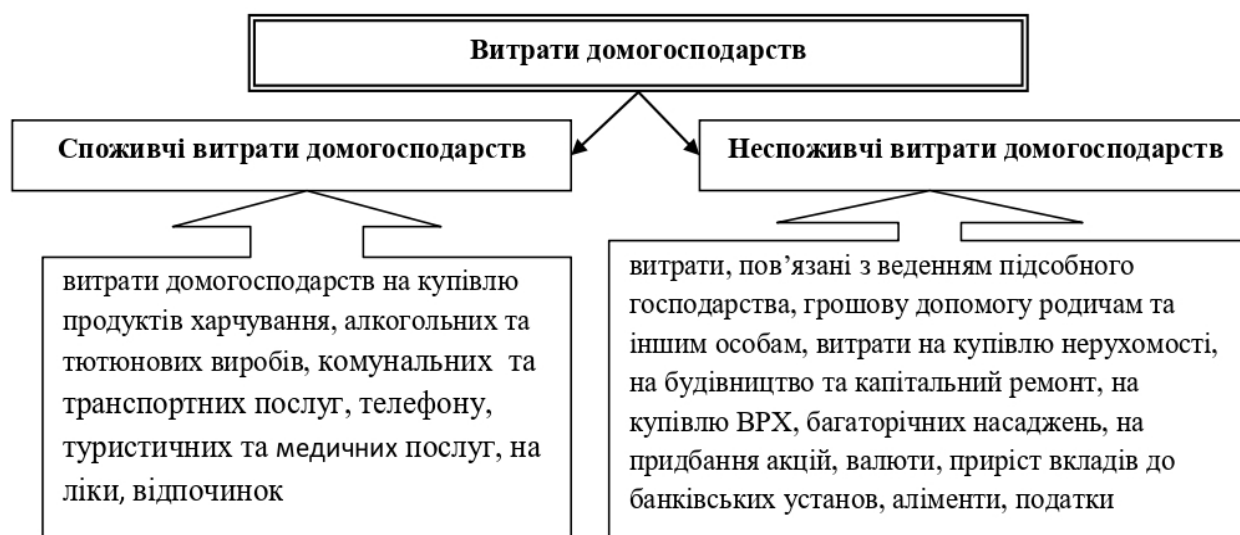 Витрати домогосподарств
Споживчі витрати домогосподарств
Неспоживчі витрати домогосподарств
витрати домогосподарств на купівлю
продуктів харчування, алкогольних та
тютюнових виробів, комунальних та
транспортних послуг, телефону,
туристичних та медичних послуг, на
ліки, відпочинок
витрати, пов’язані з веденням підсобного
господарства, грошову допомогу родичам та
іншим особам, витрати на купівлю нерухомості,
на будівництво та капітальний ремонт, на
купівлю ВРХ, багаторічних насаджень, на
придбання акцій, валюти, приріст вкладів до
банківських установ, аліменти, податки